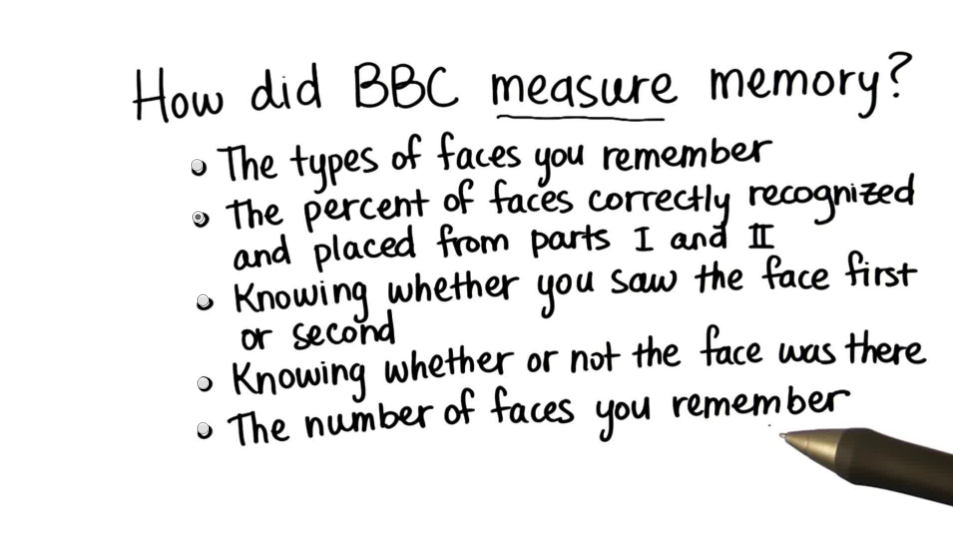 How did BBC measure memory?
The types of faces you remember
The percent of faces correctly recognized
and placed from parts I and II
Knowing whether you saw the face first
or second
Knowing whether or not the face was there
The number of faces you remember